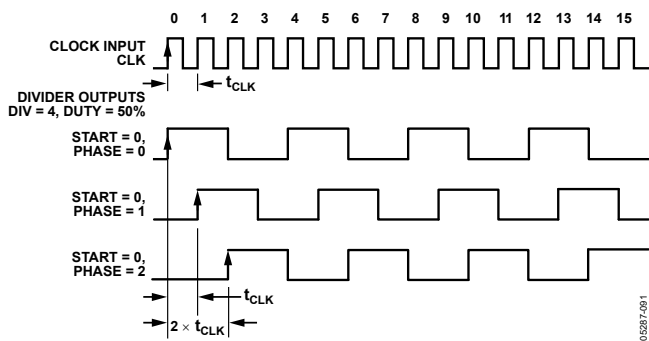 0 1 2 3 4 5 6 7 8 9 10 11 12 13 14 15
CLOCK INPUT
CLK
tCLK
DIVIDER OUTPUTS
DIV = 4, DUTY = 50%
START = 0,
PHASE = 0
START = 0,
PHASE = 1
START = 0,
PHASE = 2
tCLK
2 × tCLK
05287-091